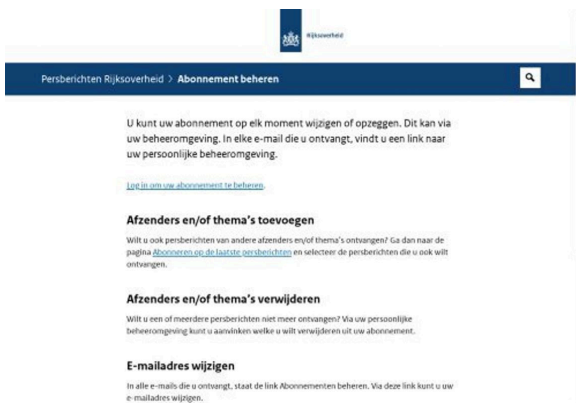 Rijksoverheid
Persberichten Rijksoverheid > Abonnement beheren
U kunt uw abonnement op elk moment wijzigen of opzeggen. Dit kan via
uw beheeromgeving. In elke e-mail die u ontvangt, vindt u een link naar
uw persoonlijke beheeromgeving.
Log in om uw abonnement te beheren.
Afzenders en/of thema's toevoegen
Wilt u ook persberichten van andere afzenders en/of thema's ontvangen? Ga dan naar de
pagina Abonneren op de laatste persberichten en selecteer de persberichten die u ook wilt
ontvangen.
Afzenders en/of thema's verwijderen
Wilt u een of meerdere persberichten niet meer ontvangen? Via uw persoonlijke
beheeromgeving kunt u aanvinken welke u wilt verwijderen uit uw abonnement.
E-mailadres wijzigen
In alle e-mails die u ontvangt, staat de link Abonnementen beheren. Via deze link kunt u uw
e-mailadres wijzigen.